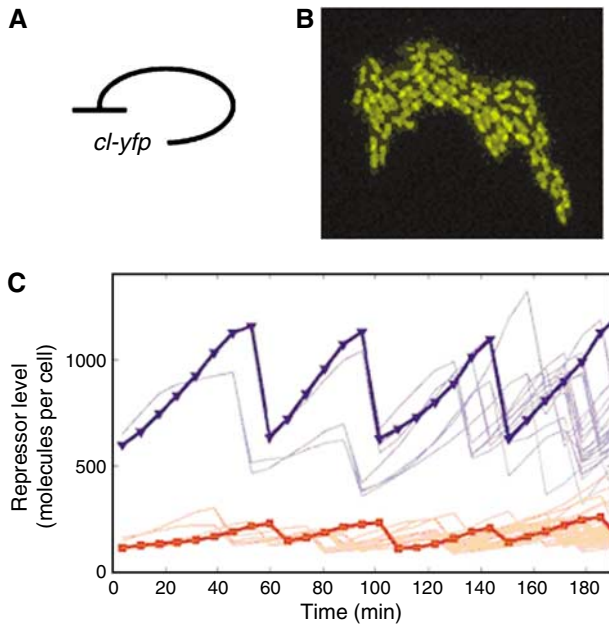 A
cI-yfp
B
C
Repressor level
(molecules per cell)
1000
500
0
0 20 40 60 80 100 120 140 160 180
Time (min)